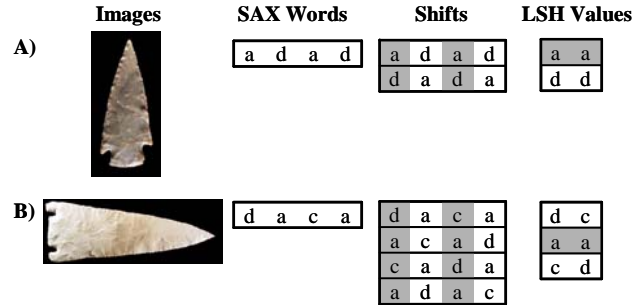 Images SAX Words Shifts LSH Values
A) a d a d a d a d a a
d a d a d d
B) d a c a d a c a d c
a c a d a a
c a d a c d
a d a c